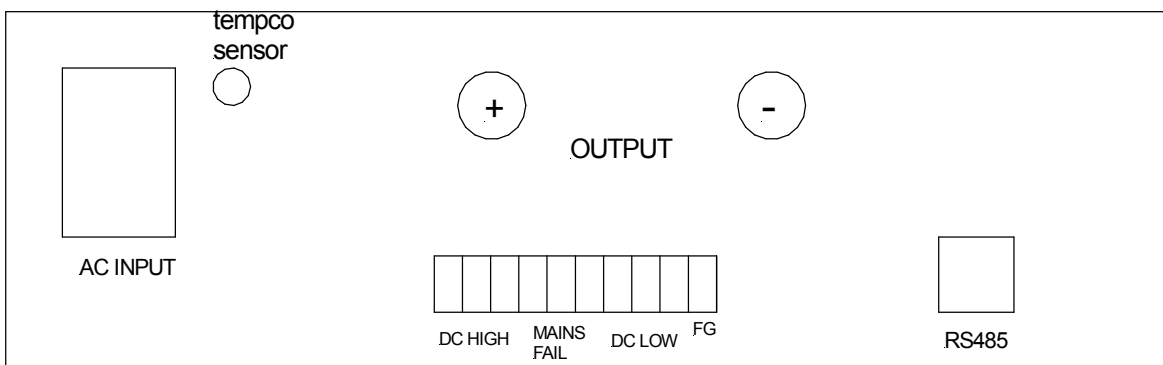 tempco
sensor
+
-
OUTPUT
AC INPUT
DC HIGH
MAINS
FAIL
DC LOW
FG
RS485